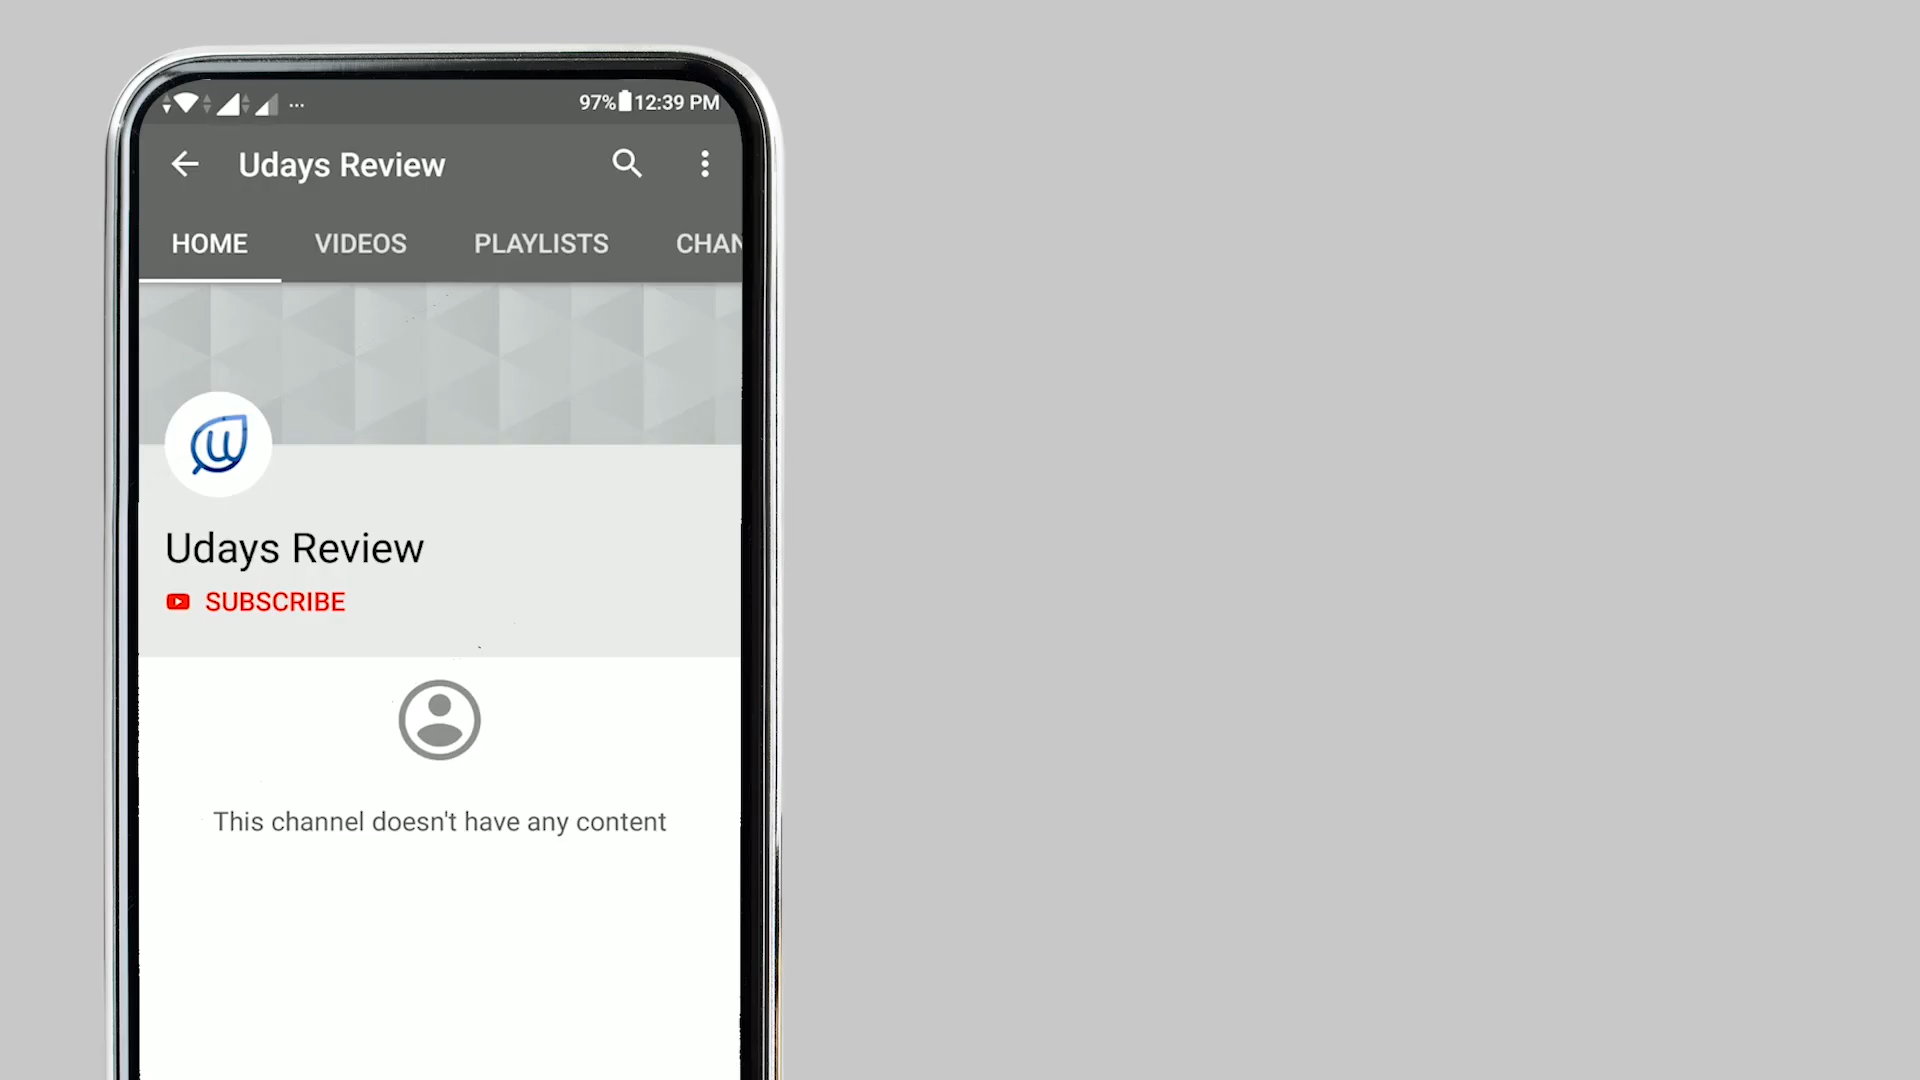 97% 12:39 PM
Udays Review
HOME VIDEOS PLAYLISTS CHAN
u
Udays Review
SUBSCRIBE
This channel doesn't have any content